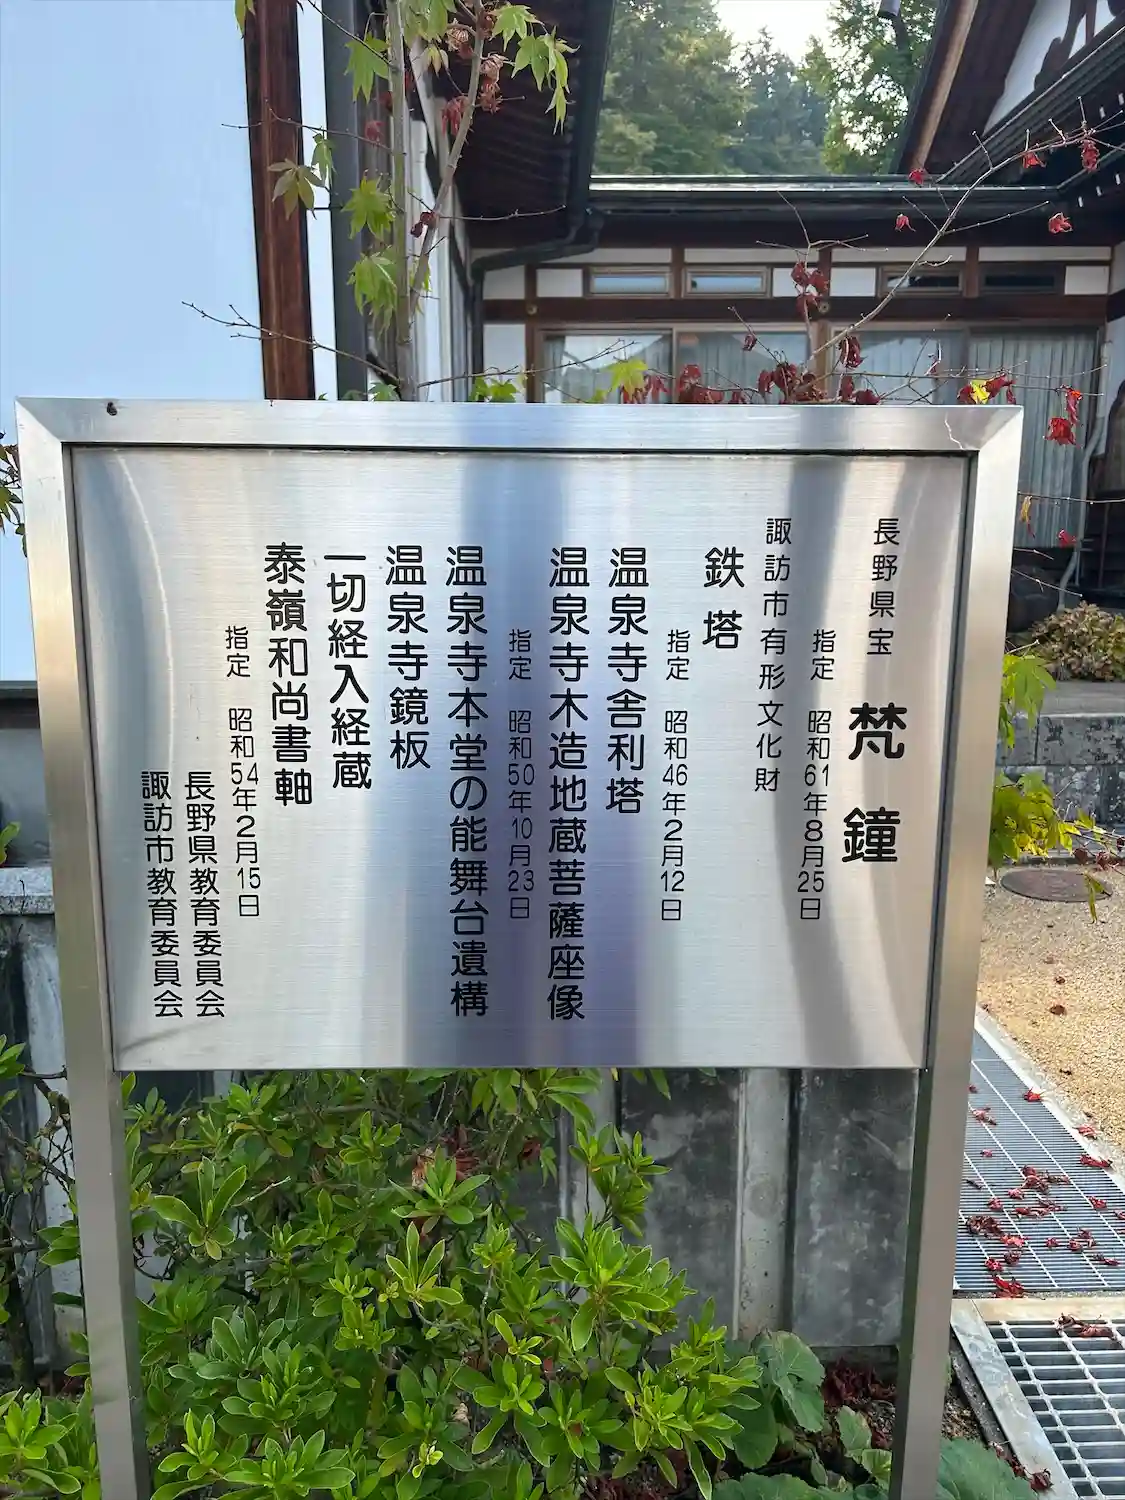 長野県宝 梵鐘
指定 昭和61年8月25日
諏訪市有形文化財
鉄塔
指定 昭和46年2月12日
温泉寺舎利塔
温泉寺木造地蔵菩薩座像
指定 昭和50年10月23日
温泉寺本堂の能舞台遺構
温泉寺鏡板
一切経入経蔵
泰嶺和尚書軸
指定 昭和54年2月15日
長野県教育委員会
諏訪市教育委員会